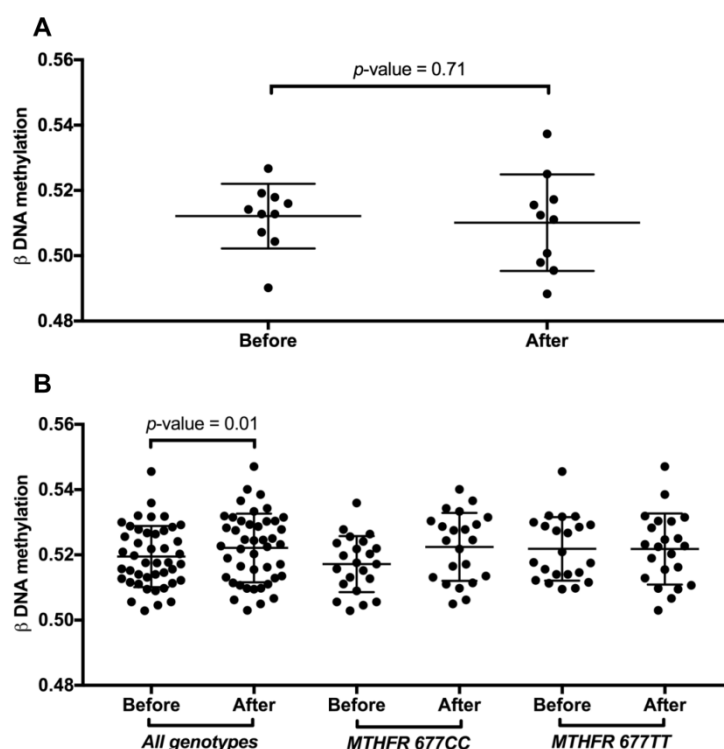 A
0.56
0.54
0.52
0.50
0.48
β DNA methylation
p-value = 0.71
Before After
B
0.56
0.54
0.52
0.50
0.48
β DNA methylation
p-value = 0.01
Before After Before After Before After
All genotypes MTHFR 677CC MTHFR 677TT